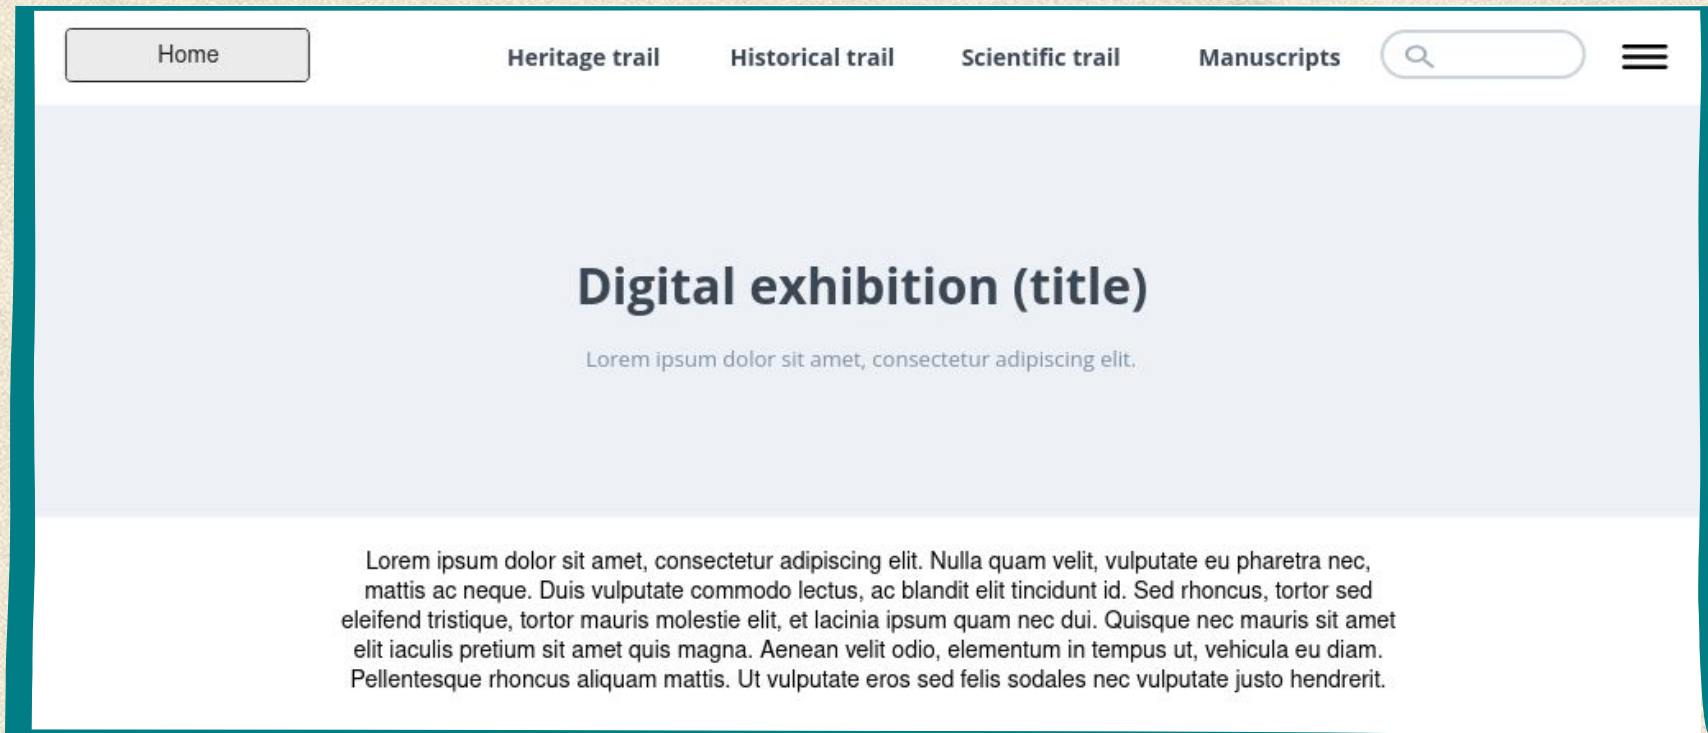 Home
Heritage trail
Historical trail
Scientific trail
Manuscripts
Digital exhibition (title)
Lorem ipsum dolor sit amet, consectetur adipiscing elit.
Lorem ipsum dolor sit amet, consectetur adipiscing elit. Nulla quam velit, vulputate eu pharetra nec,
mattis ac neque. Duis vulputate commodo lectus, ac blandit elit tincidunt id. Sed rhoncus, tortor sed
eleifend tristique, tortor mauris molestie elit, et lacinia ipsum quam nec dui. Quisque nec mauris sit amet
elit iaculis pretium sit amet quis magna. Aenean velit odio, elementum in tempus ut, vehicula eu diam.
Pellentesque rhoncus aliquam mattis. Ut vulputate eros sed felis sodales nec vulputate justo hendrerit.